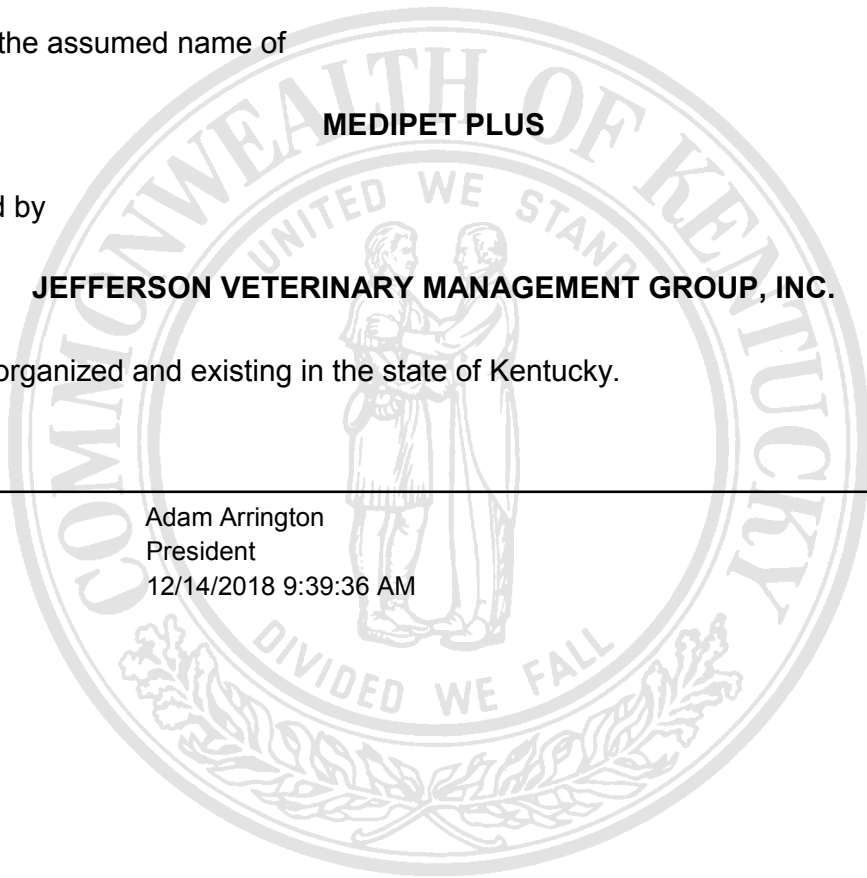 the assumed name of
MEDIPET PLUS
d by
JEFFERSON VETERINARY MANAGEMENT GROUP, INC.
organized and existing in the state of Kentucky.
Adam Arrington
President
12/14/2018 9:39:36 AM
COMMONWEALTH OF KENTUCKY
UNITED WE STAND
DIVIDED WE FALL